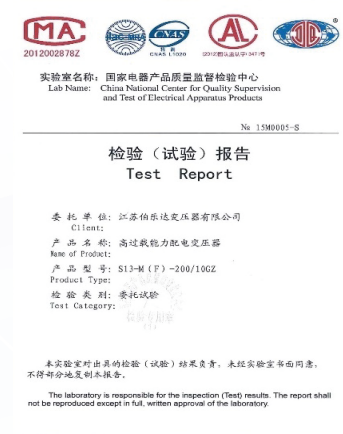 MA
2012002878Z
ilac-MRA
CNAS
CNAS L1020
AL
实验室名称：国家电器产品质量监督检验中心
Lab Name: China National Center for Quality Supervision
and Test of Electrical Apparatus Products
№ 15M0005-S
检验（试验）报告
Test Report
委托单位：江苏伯乐达变压器有限公司
Client:
产品名称：高过载能力配电变压器
Name of Product:
产品型号：S13-M（F）-200/10GZ
Product Type:
检验类别：委托试验
Test Category:
本实验室对出具的检验（试验）结果负责，未经实验室书面同意，
不得部分地复制本报告。
The laboratory is responsible for the inspection (Test) results. The report shall
not be reproduced except in full, written approval of the laboratory.